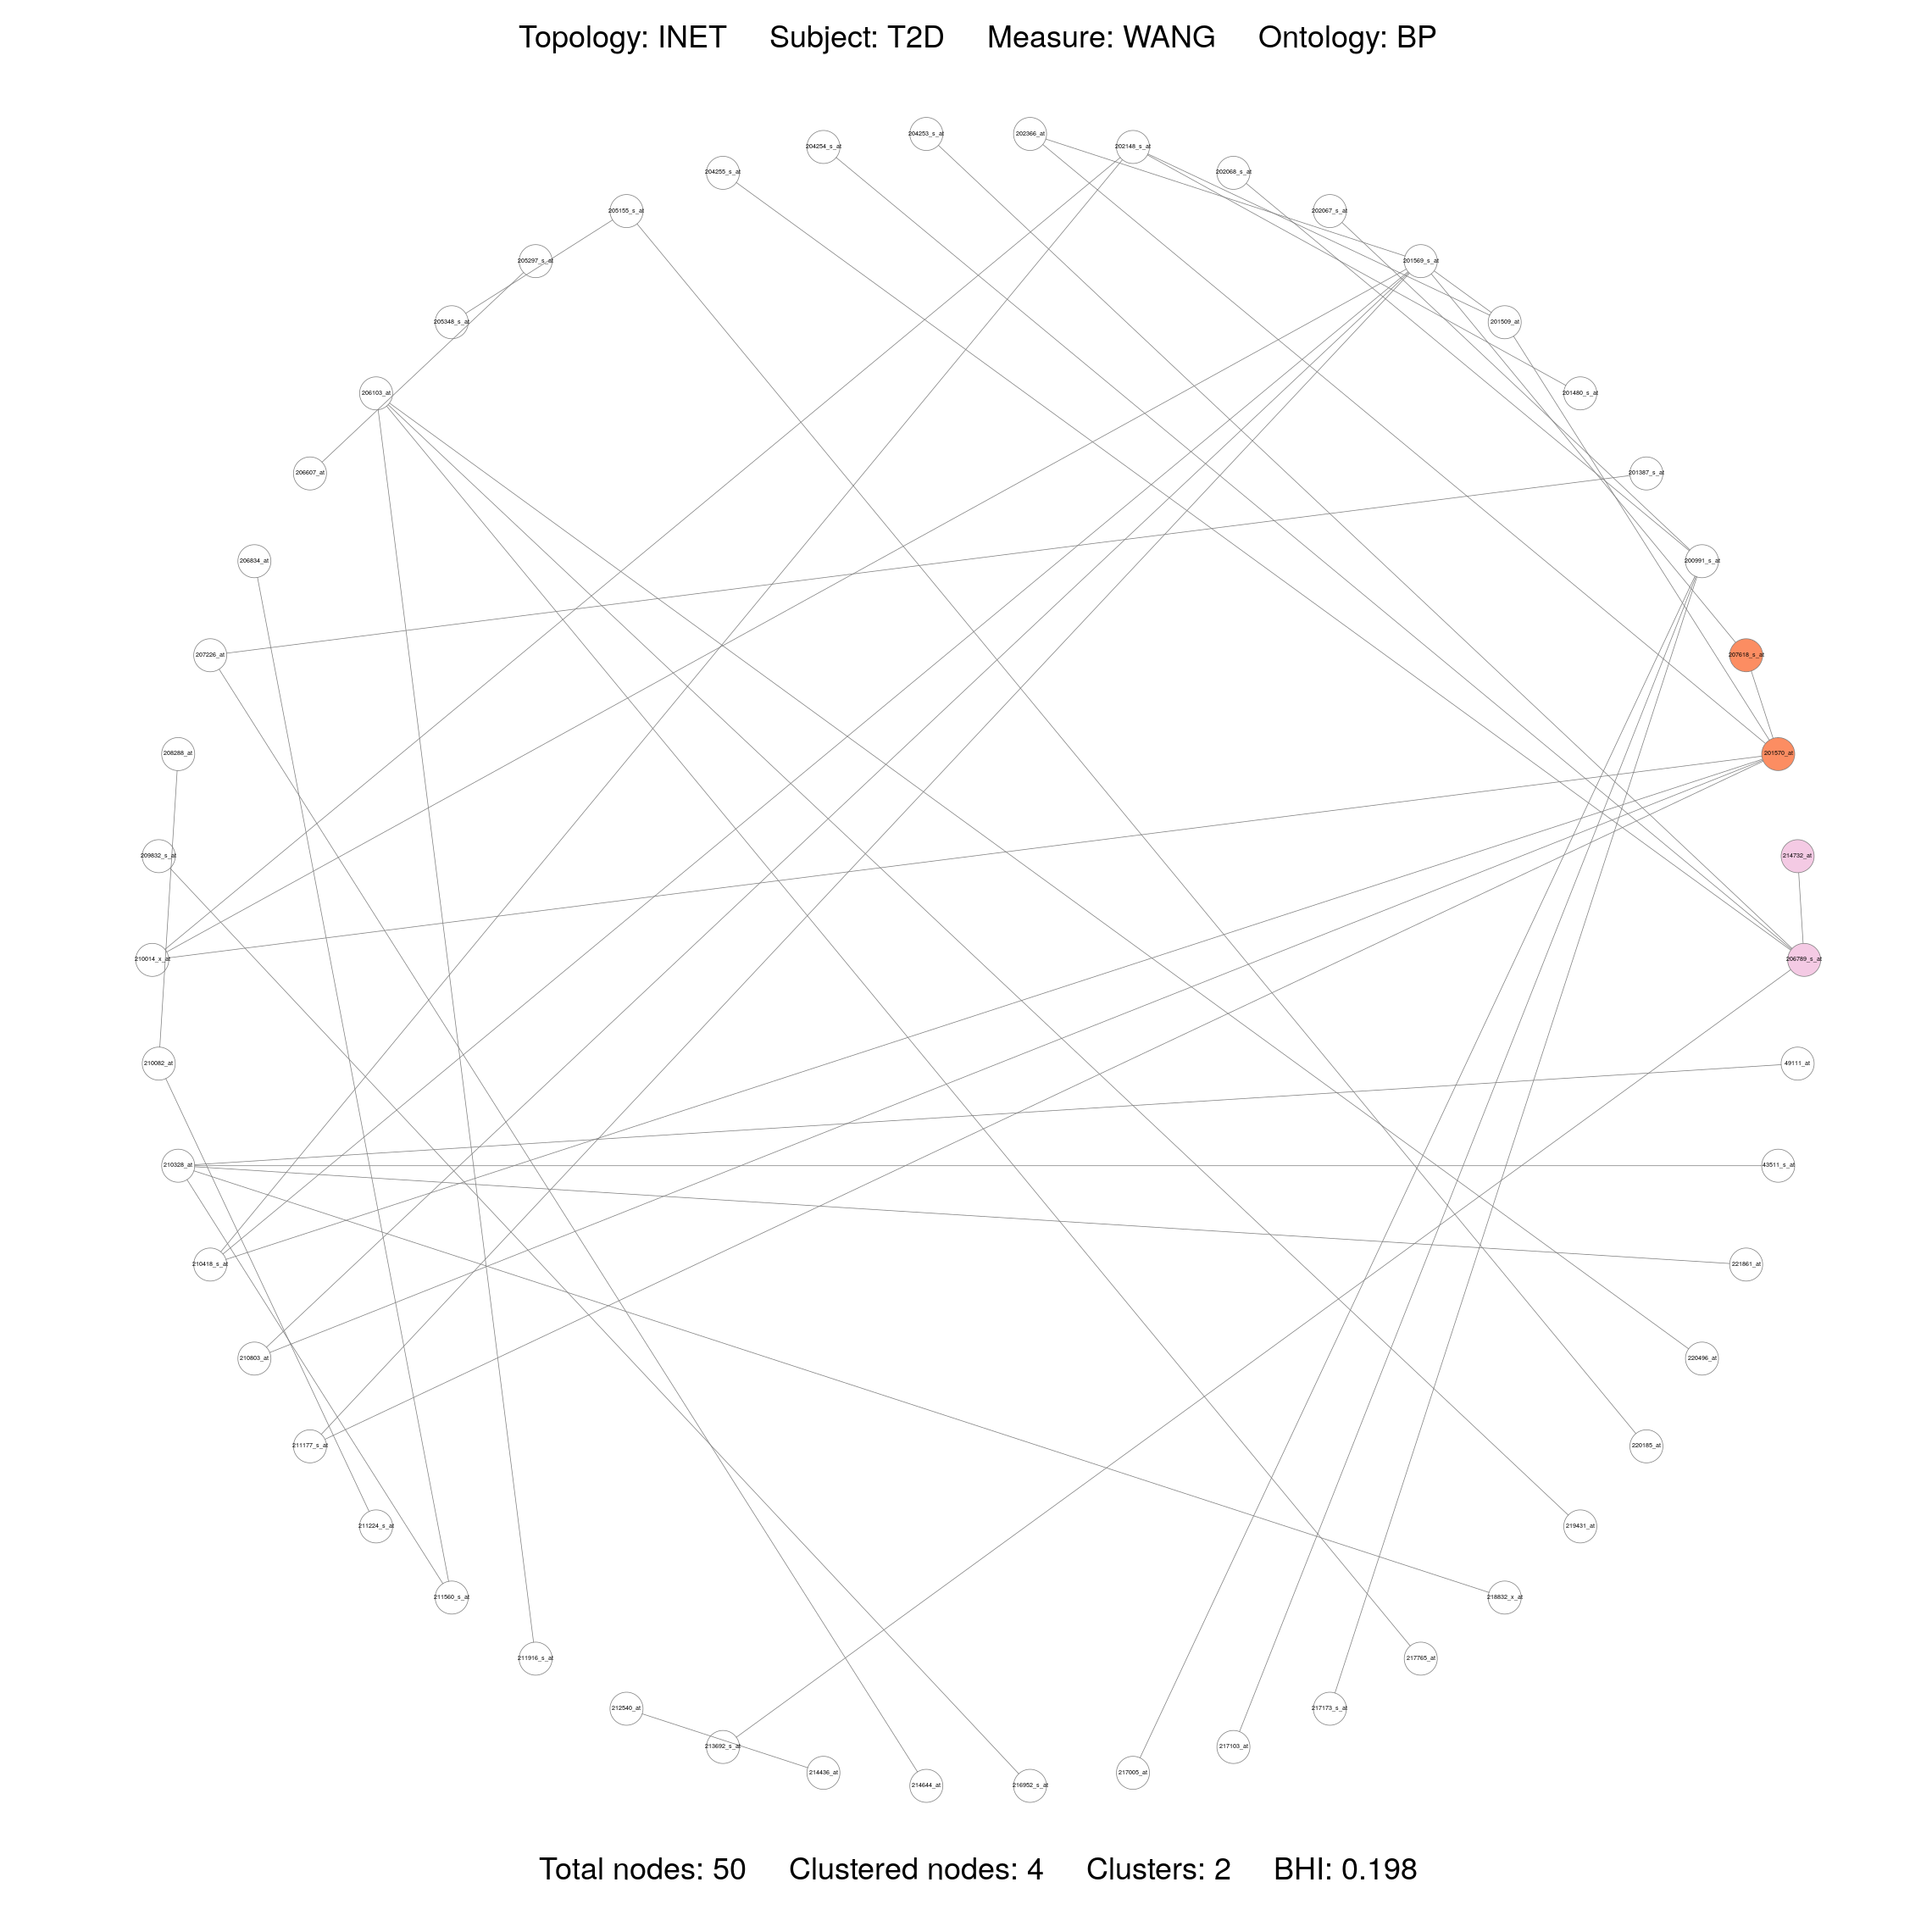 Topology: INET Subject: T2D Measure: WANG Ontology: BP
204253_s_at
202366_at
204254_s_at
202148_s_at
204255_s_at
202068_s_at
205155_s_at
202067_s_at
205297_s_at
201569_s_at
205348_s_at
201509_at
206103_at
201480_s_at
206607_at
201387_s_at
206834_at
200991_s_at
207226_at
207618_s_at
208288_at
201570_at
209832_s_at
214732_at
210014_x_at
206789_s_at
210082_at
49111_at
210328_at
43511_s_at
210418_s_at
221861_at
210803_at
220496_at
211177_s_at
220185_at
211224_s_at
219431_at
211560_s_at
218832_x_at
211916_s_at
217765_at
212540_at
217173_s_at
213692_s_at
217103_at
214436_at
217005_at
214644_at
216952_s_at
Total nodes: 50 Clustered nodes: 4 Clusters: 2 BHI: 0.198